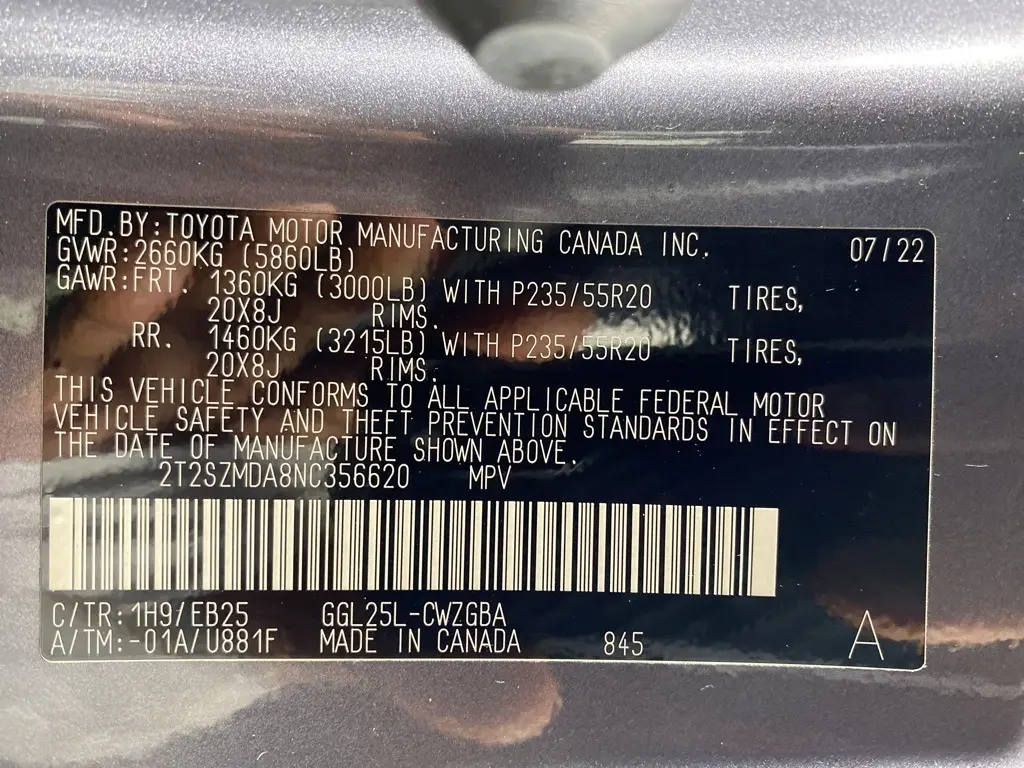 MFD.BY:TOYOTA MOTOR MANUFACTURING CANADA INC. 07/22
GVWR:2660KG (5860LB)
GAWR:FRT. 1360KG (3000LB) WITH P235/55R20 TIRES,
20X8J RIMS.
RR. 1460KG (3215LB) WITH P235/55R20 TIRES,
20X8J RIMS.
THIS VEHICLE CONFORMS TO ALL APPLICABLE FEDERAL MOTOR
VEHICLE SAFETY AND THEFT PREVENTION STANDARDS IN EFFECT ON
THE DATE OF MANUFACTURE SHOWN ABOVE.
2T2SZMDA8NC356620 MPV
C/TR:1H9/EB25 GGL25L-CWZGBA
A/TM:-01A/U881F MADE IN CANADA 845 A